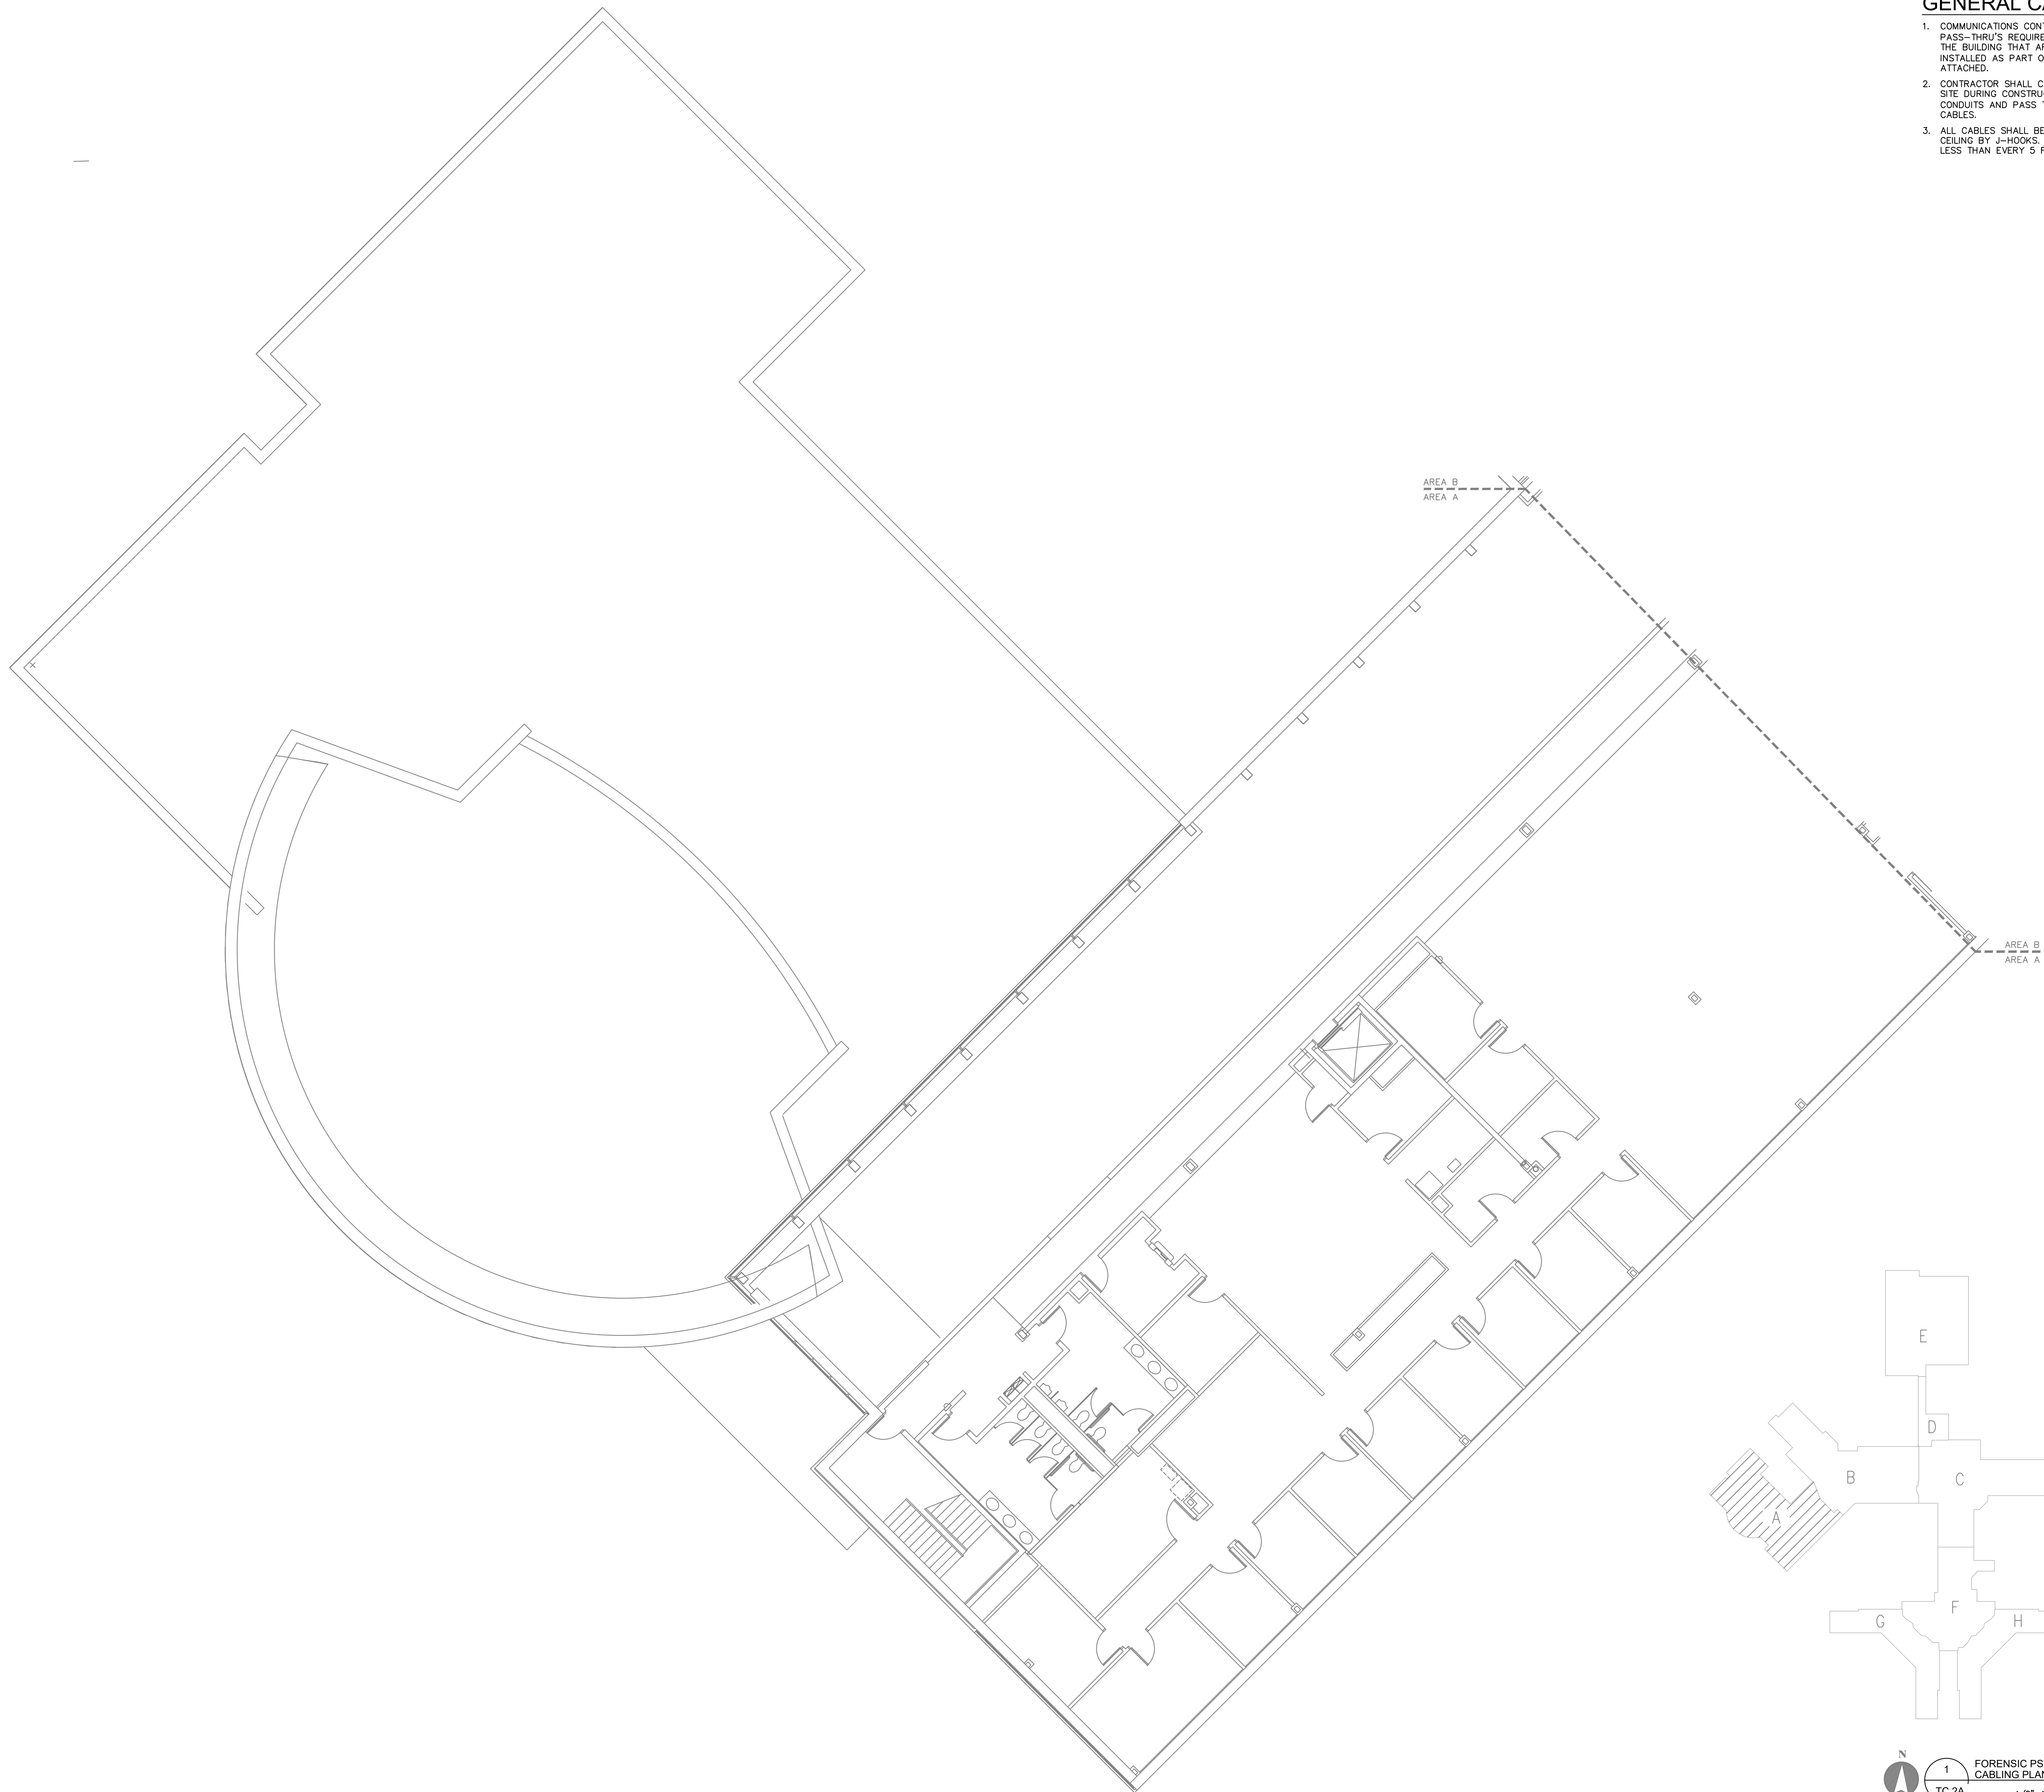 GENERAL CA
1. COMMUNICATIONS CONT
PASS-THRU'S REQUIRE
THE BUILDING THAT AR
INSTALLED AS PART O
ATTACHED.
2. CONTRACTOR SHALL C
SITE DURING CONSTRU
CONDUITS AND PASS T
CABLES.
3. ALL CABLES SHALL BE
CEILING BY J-HOOKS.
LESS THAN EVERY 5 F
AREA B
AREA A
AREA B
AREA A
E
D
B
C
A
F
G
H
N
1
FORENSIC PS
CABLING PLAN
TC.2A